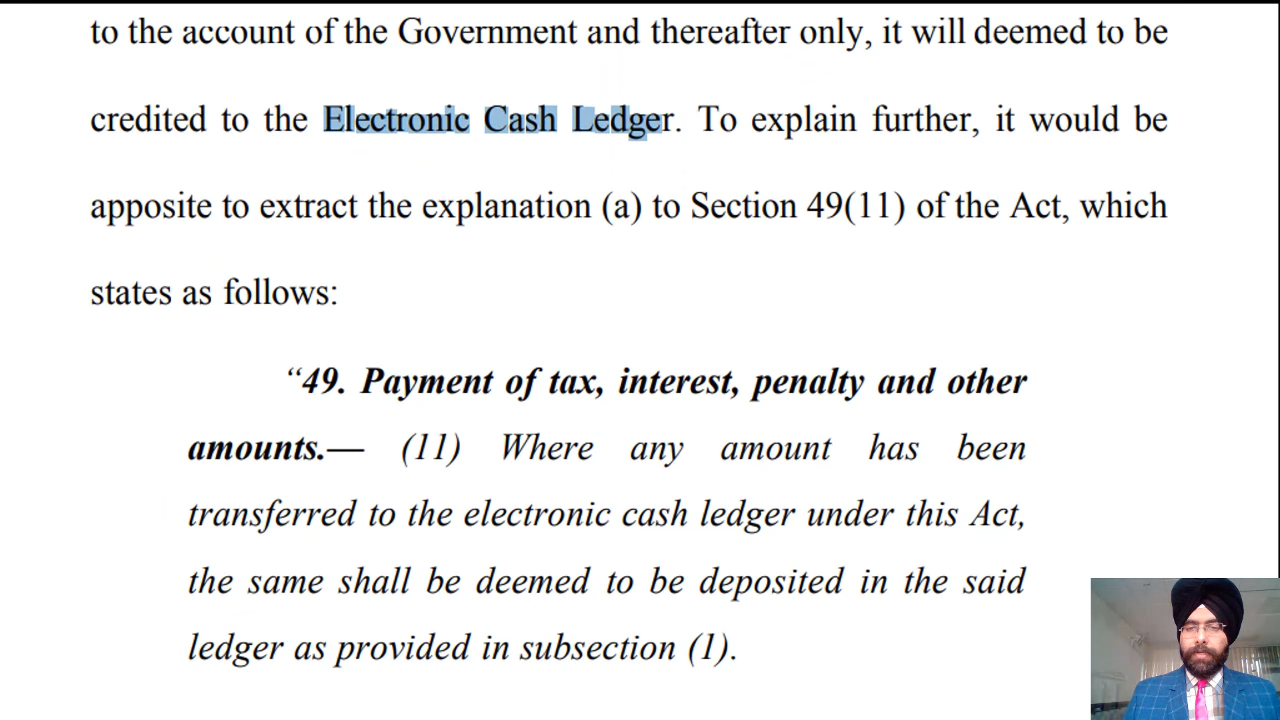 to the account of the Government and thereafter only, it will deemed to be
credited to the Electronic Cash Ledger. To explain further, it would be
apposite to extract the explanation (a) to Section 49(11) of the Act, which
states as follows:
“49. Payment of tax, interest, penalty and other
amounts.— (11) Where any amount has been
transferred to the electronic cash ledger under this Act,
the same shall be deemed to be deposited in the said
ledger as provided in subsection (1).